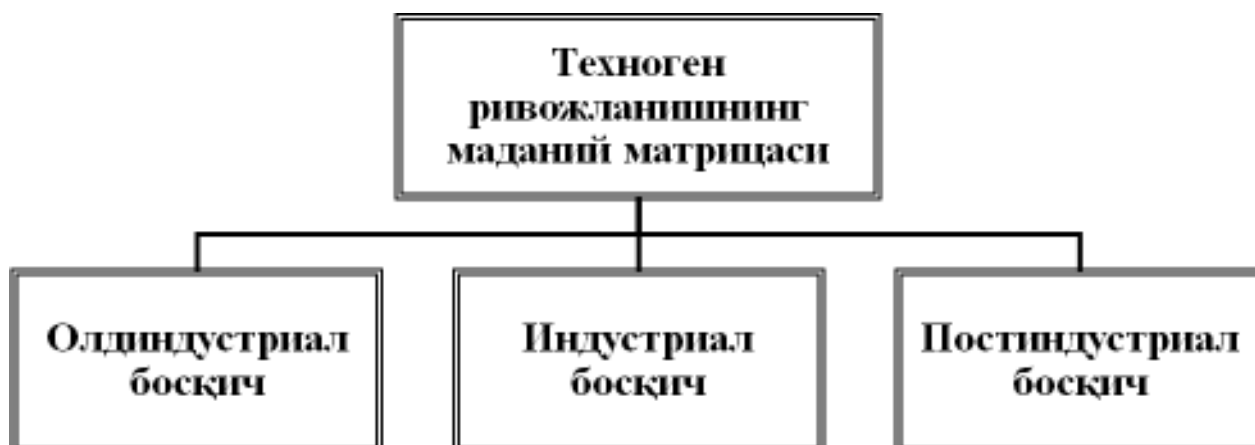 Техноген
ривожланишнинг
маданий матрицаси
Олдиндустриал
босқич
Индустриал
босқич
Постиндустриал
босқич